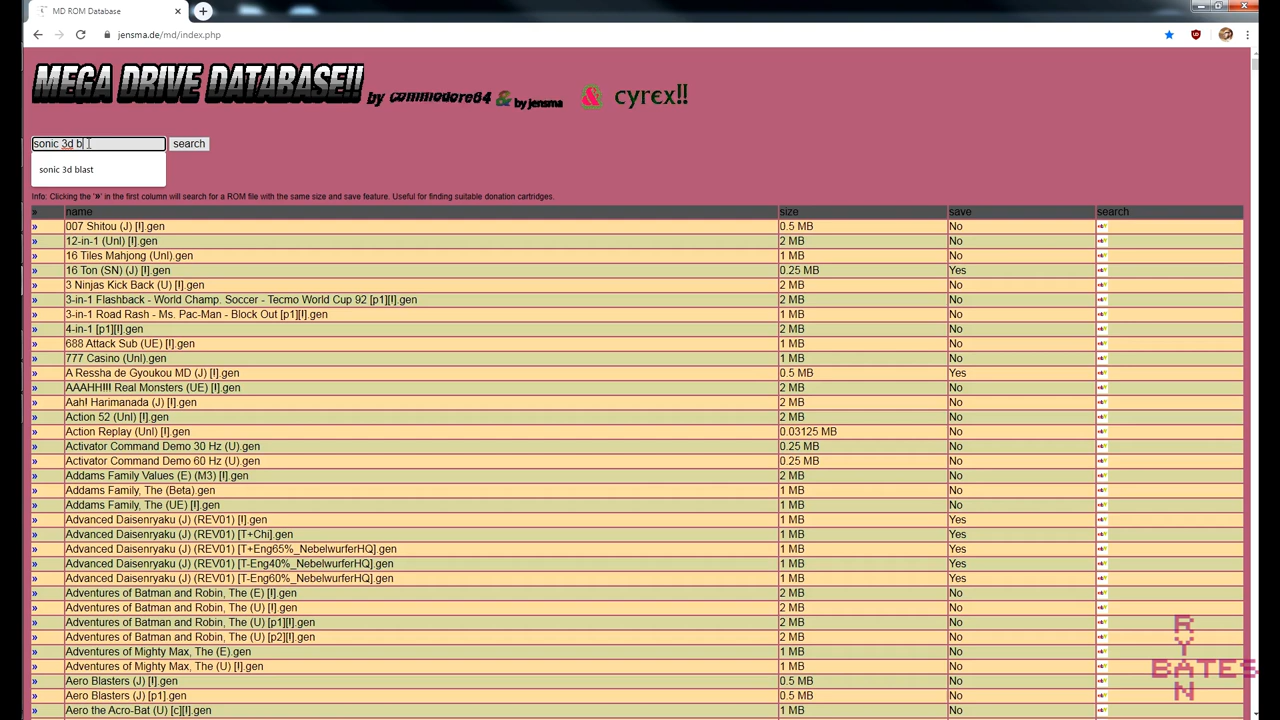 MD ROM Database
jensma.de/md/index.php
MEGA DRIVE DATABASE!! by commodore64 & by jensma & cyrex!!
sonic 3d b search
sonic 3d blast
Info: Clicking the '»' in the first column will search for a ROM file with the same size and save feature. Useful for finding suitable donation cartridges.
» name size save search
» 007 Shitou (J) [!].gen 0.5 MB No
» 12-in-1 (Unl) [!].gen 2 MB No
» 16 Tiles Mahjong (Unl).gen 1 MB No
» 16 Ton (SN) (J) [!].gen 0.25 MB Yes
» 3 Ninjas Kick Back (U) [!].gen 2 MB No
» 3-in-1 Flashback - World Champ. Soccer - Tecmo World Cup 92 [p1][!].gen 2 MB No
» 3-in-1 Road Rash - Ms. Pac-Man - Block Out [p1][!].gen 1 MB No
» 4-in-1 [p1][!].gen 2 MB No
» 688 Attack Sub (UE) [!].gen 1 MB No
» 777 Casino (Unl).gen 1 MB No
» A Ressha de Gyoukou MD (J) [!].gen 0.5 MB Yes
» AAAHH!!! Real Monsters (UE) [!].gen 2 MB No
» Aah! Harimanada (J) [!].gen 2 MB No
» Action 52 (Unl) [!].gen 2 MB No
» Action Replay (Unl) [!].gen 0.03125 MB No
» Activator Command Demo 30 Hz (U).gen 0.25 MB No
» Activator Command Demo 60 Hz (U).gen 0.25 MB No
» Addams Family Values (E) (M3) [!].gen 2 MB No
» Addams Family, The (Beta).gen 1 MB No
» Addams Family, The (UE) [!].gen 1 MB No
» Advanced Daisenryaku (J) (REV01) [!].gen 1 MB Yes
» Advanced Daisenryaku (J) (REV01) [T+Chi].gen 1 MB Yes
» Advanced Daisenryaku (J) (REV01) [T+Eng65%_NebelwurferHQ].gen 1 MB Yes
» Advanced Daisenryaku (J) (REV01) [T-Eng40%_NebelwurferHQ].gen 1 MB Yes
» Advanced Daisenryaku (J) (REV01) [T-Eng60%_NebelwurferHQ].gen 1 MB Yes
» Adventures of Batman and Robin, The (E) [!].gen 2 MB No
» Adventures of Batman and Robin, The (U) [!].gen 2 MB No
» Adventures of Batman and Robin, The (U) [p1][!].gen 2 MB No
» Adventures of Batman and Robin, The (U) [p2][!].gen 2 MB No
» Adventures of Mighty Max, The (E).gen 1 MB No
» Adventures of Mighty Max, The (U) [!].gen 1 MB No
» Aero Blasters (J) [!].gen 0.5 MB No
» Aero Blasters (J) [p1].gen 0.5 MB No
» Aero the Acro-Bat (U) [c][!].gen 1 MB No
RYAN
BATES